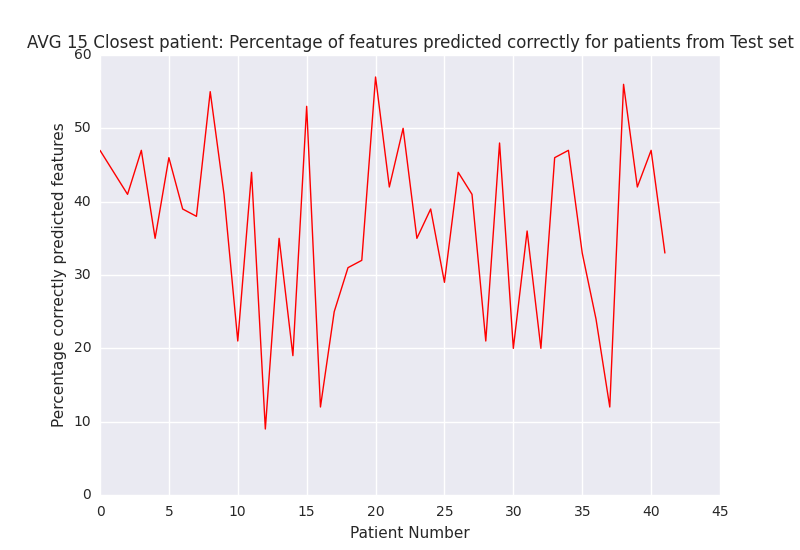 AVG 15 Closest patient: Percentage of features predicted correctly for patients from Test set
60
50
40
30
20
10
0
Percentage correctly predicted features
0 5 10 15 20 25 30 35 40 45
Patient Number